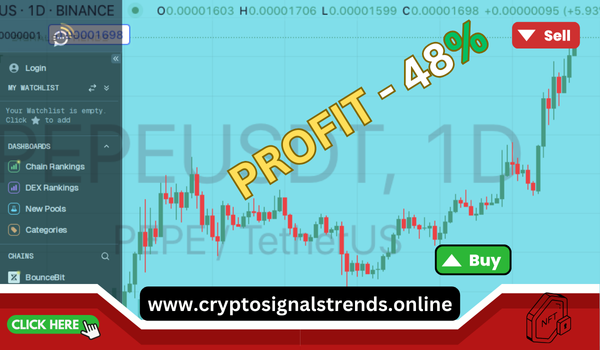 US · 1D · BINANCE O0.00001603 H0.00001706 L0.00001599 C0.00001698 +0.00000095 (+5.93
0000001 0.00001698
Sell
Login
MY WATCHLIST
Your Watchlist is empty.
Click ★ to add
DASHBOARDS
Chain Rankings
DEX Rankings
New Pools
Categories
CHAINS
BounceBit
PEPEUSDT, 1D
PEPE / TetherUS
PROFIT - 48%
Buy
www.cryptosignalstrends.online
CLICK HERE
NFT